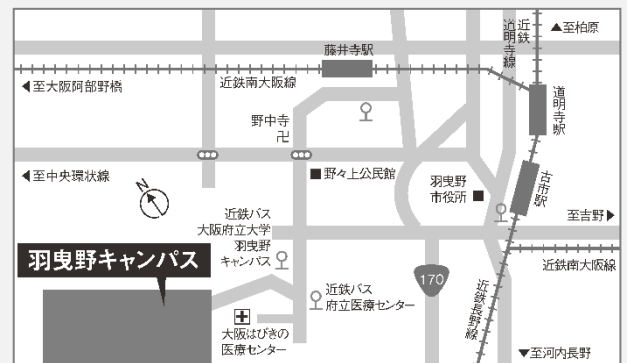 ▲至柏原
近鉄
道明寺線
藤井寺駅
◀至大阪阿部野橋
近鉄南大阪線
道明寺駅
野中寺
卍
◀至中央環状線
■野々上公民館
羽曳野
市役所■
古市駅
N
近鉄バス
大阪府立大学
羽曳野
キャンパス
至吉野▶
近鉄南大阪線
羽曳野キャンパス
170
近鉄バス
府立医療センター
近鉄長野線
大阪はびきの
医療センター
▼至河内長野